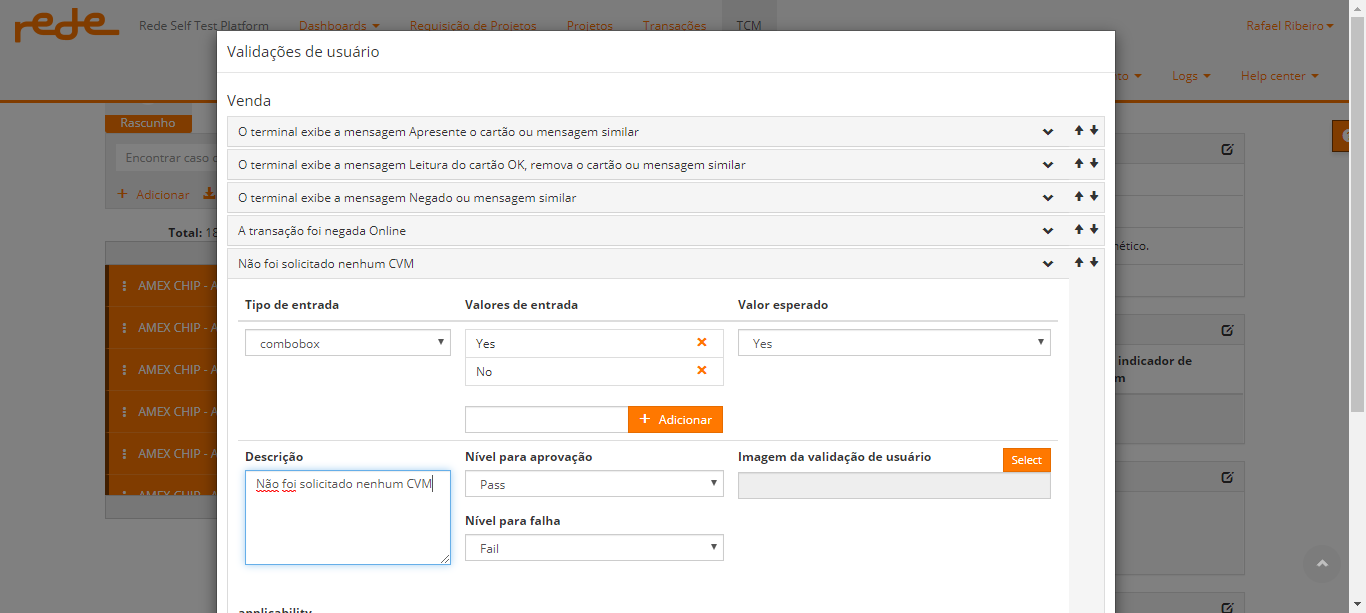 rede Rede Self Test Platform Dashboards Requisição de Projetos Projetos Transações TCM Rafael Ribeiro
Logs Help center
Validações de usuário
Venda
Rascunho
O terminal exibe a mensagem Apresente o cartão ou mensagem similar
Encontrar caso
O terminal exibe a mensagem Leitura do cartão OK, remova o cartão ou mensagem similar
Adicionar
O terminal exibe a mensagem Negado ou mensagem similar
Total: 18
A transação foi negada Online
Não foi solicitado nenhum CVM
AMEX CHIP - A
AMEX CHIP - A
AMEX CHIP - A
AMEX CHIP - A
AMEX CHIP - A
AMEX CHIP - A
Tipo de entrada Valores de entrada Valor esperado
combobox Yes Yes
No
Adicionar
Descrição Nível para aprovação Imagem da validação de usuário Select
Não foi solicitado nenhum CVM Pass
Nível para falha
Fail
indicador de